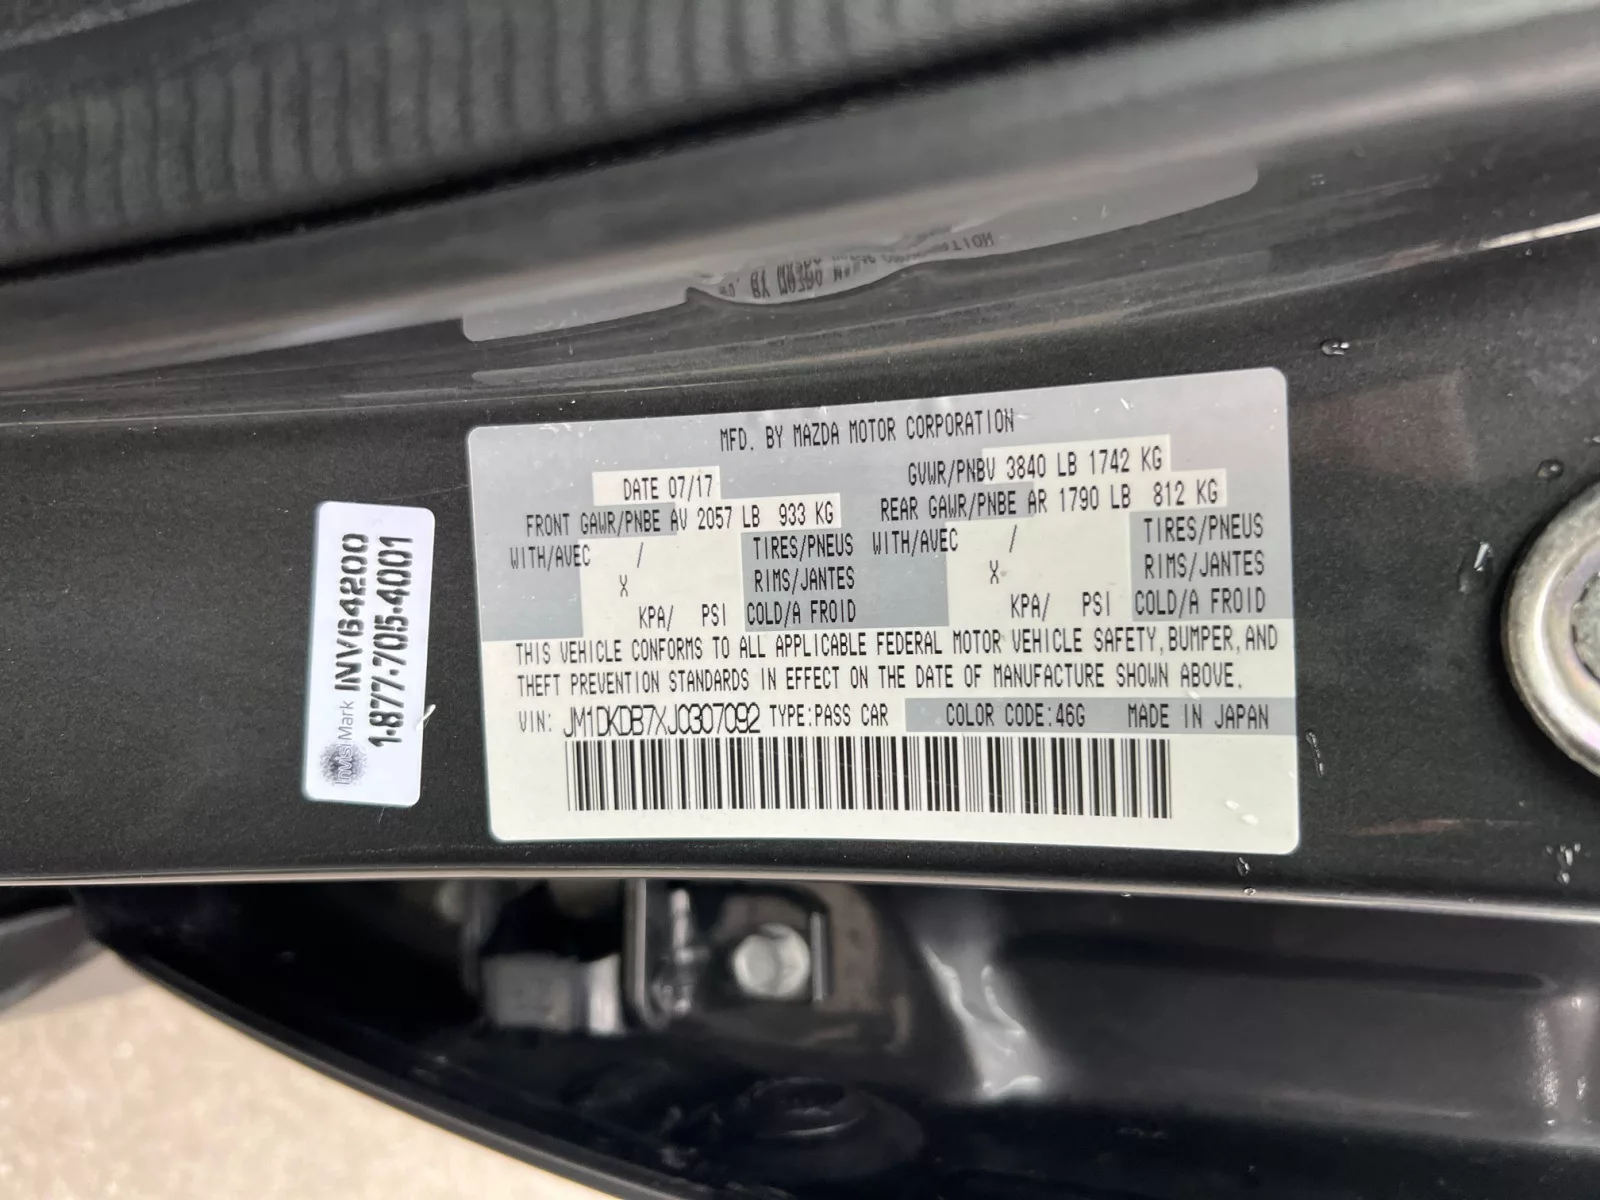 MFD. BY MAZDA MOTOR CORPORATION
DATE 07/17 GVWR/PNBV 3840 LB 1742 KG
FRONT GAWR/PNBE AV 2057 LB 933 KG REAR GAWR/PNBE AR 1790 LB 812 KG
WITH/AVEC / TIRES/PNEUS WITH/AVEC / TIRES/PNEUS
X RIMS/JANTES X RIMS/JANTES
KPA/ PSI COLD/A FROID KPA/ PSI COLD/A FROID
THIS VEHICLE CONFORMS TO ALL APPLICABLE FEDERAL MOTOR VEHICLE SAFETY, BUMPER, AND
THEFT PREVENTION STANDARDS IN EFFECT ON THE DATE OF MANUFACTURE SHOWN ABOVE.
VIN: JM1DKDB7XJ0307092 TYPE:PASS CAR COLOR CODE:46G MADE IN JAPAN
InvisiMark INV64200
1-877-705-4001